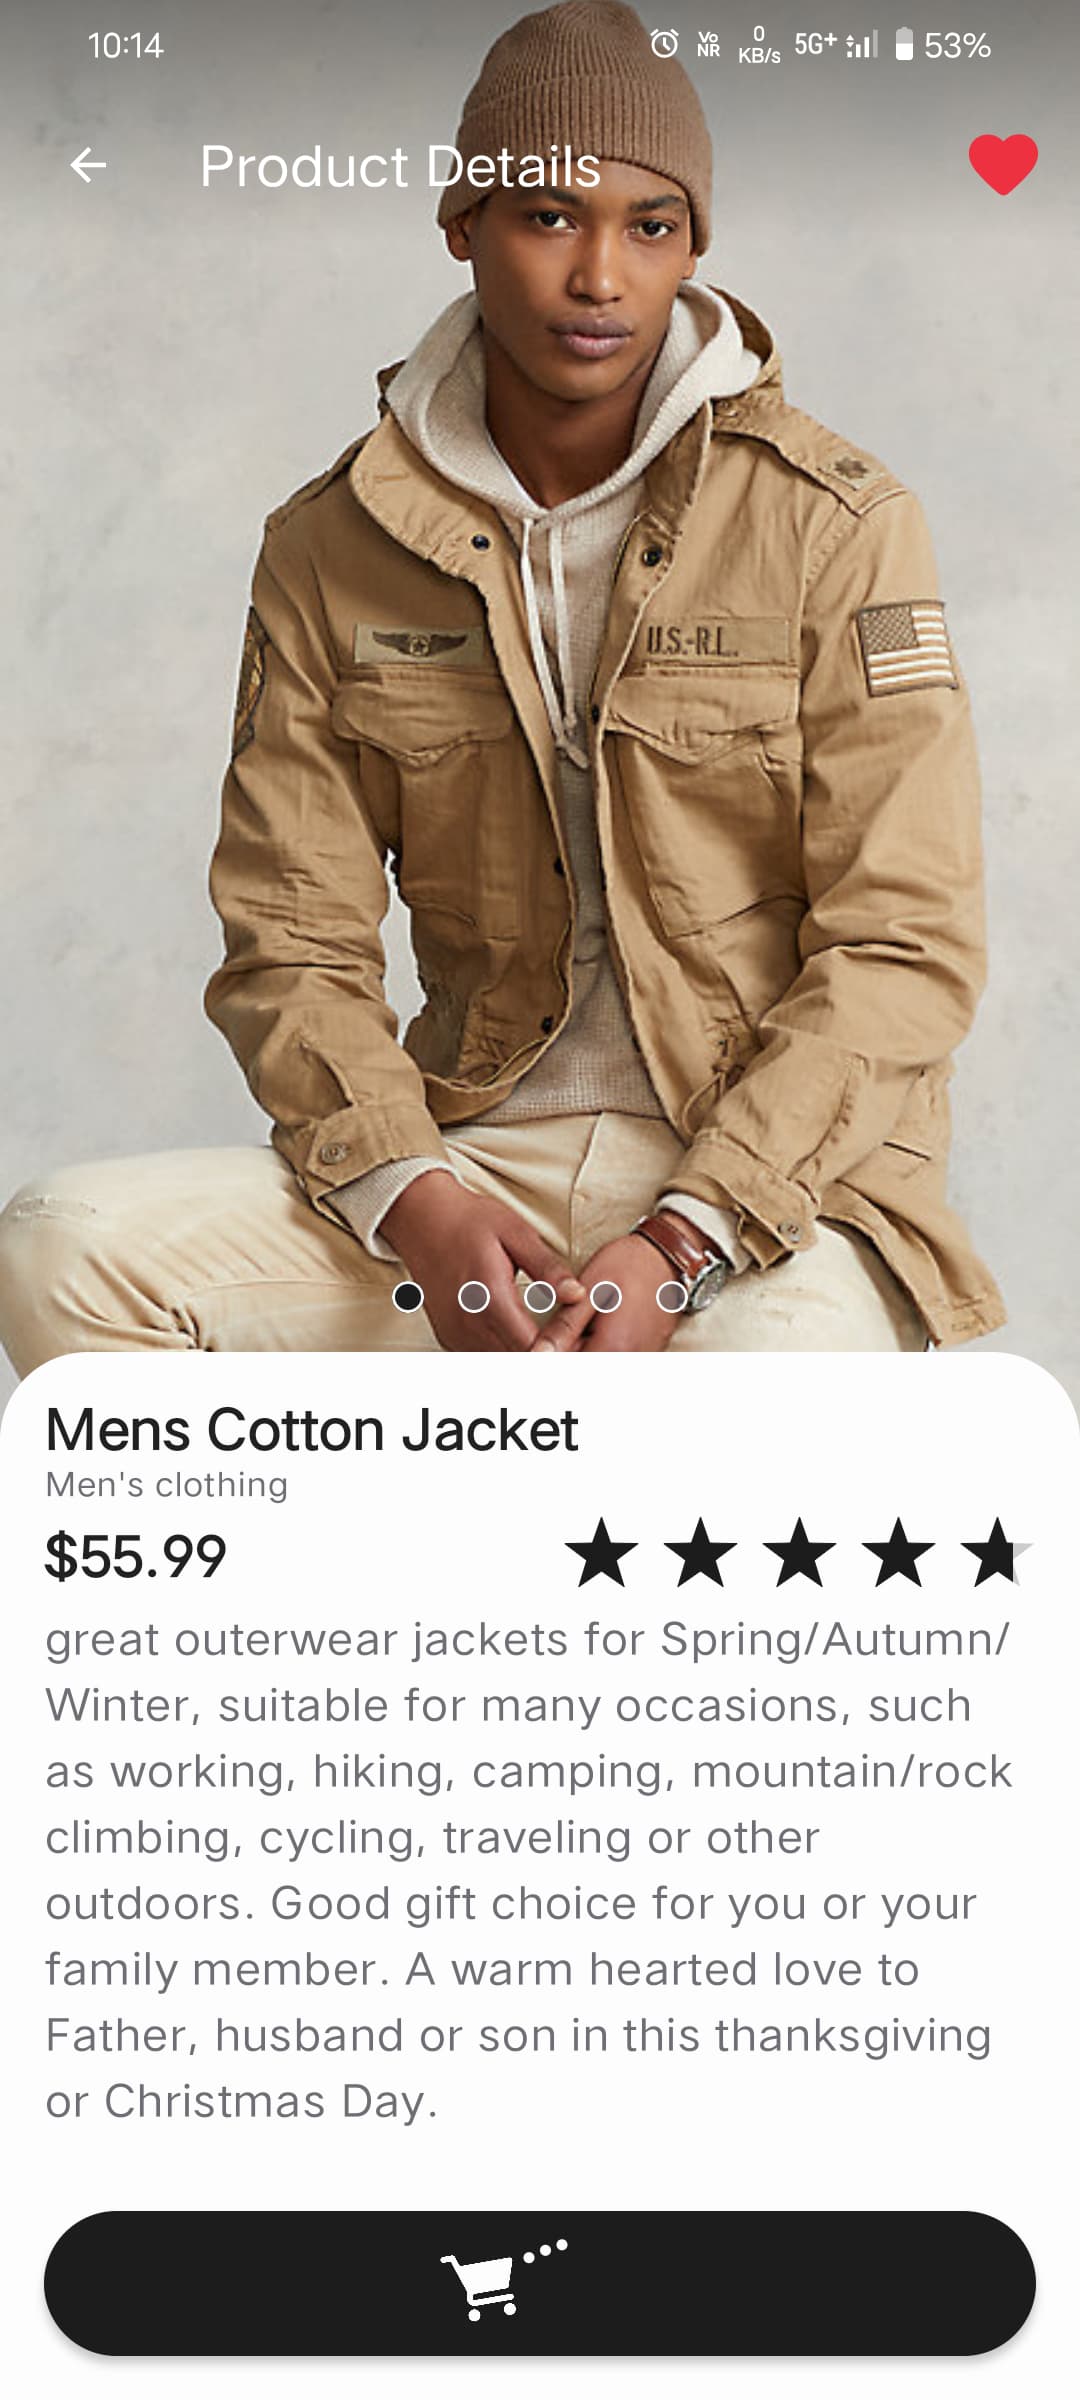 10:14
Vo
NR
0
KB/s
5G+
53%
Product Details
U.S.-R.L.
Mens Cotton Jacket
Men's clothing
$55.99
great outerwear jackets for Spring/Autumn/
Winter, suitable for many occasions, such
as working, hiking, camping, mountain/rock
climbing, cycling, traveling or other
outdoors. Good gift choice for you or your
family member. A warm hearted love to
Father, husband or son in this thanksgiving
or Christmas Day.